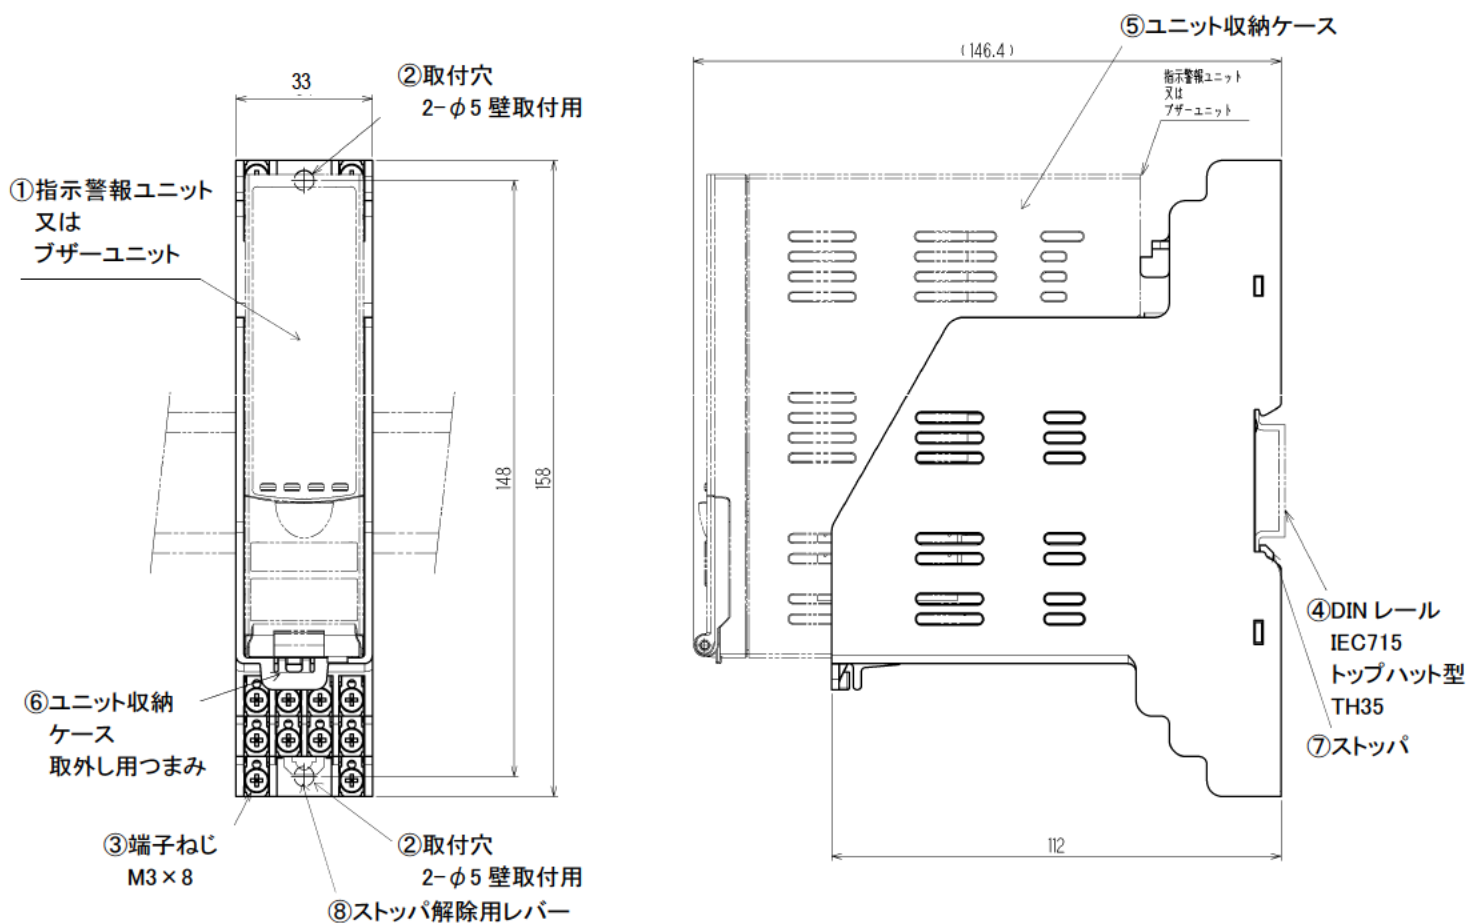 ⑤ユニット収納ケース
(146.4)
指示警報ユニット
又は
ブザーユニット
33
②取付穴
2-φ5 壁取付用
①指示警報ユニット
又は
ブザーユニット
148
158
④DIN レール
IEC715
トップハット型
TH35
⑦ストッパ
⑥ユニット収納
ケース
取外し用つまみ
③端子ねじ
M3×8
②取付穴
2-φ5 壁取付用
⑧ストッパ解除用レバー
112